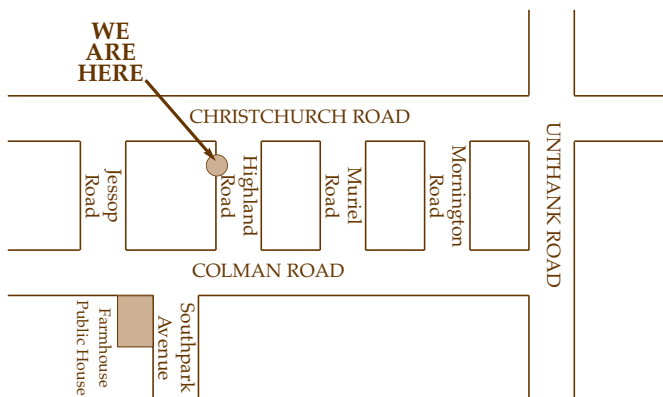 WE
ARE
HERE
CHRISTCHURCH ROAD
Jessop
Road
Highland
Road
Muriel
Road
Mornington
Road
UNTHANK ROAD
COLMAN ROAD
Farmhouse
Public House
Southpark
Avenue